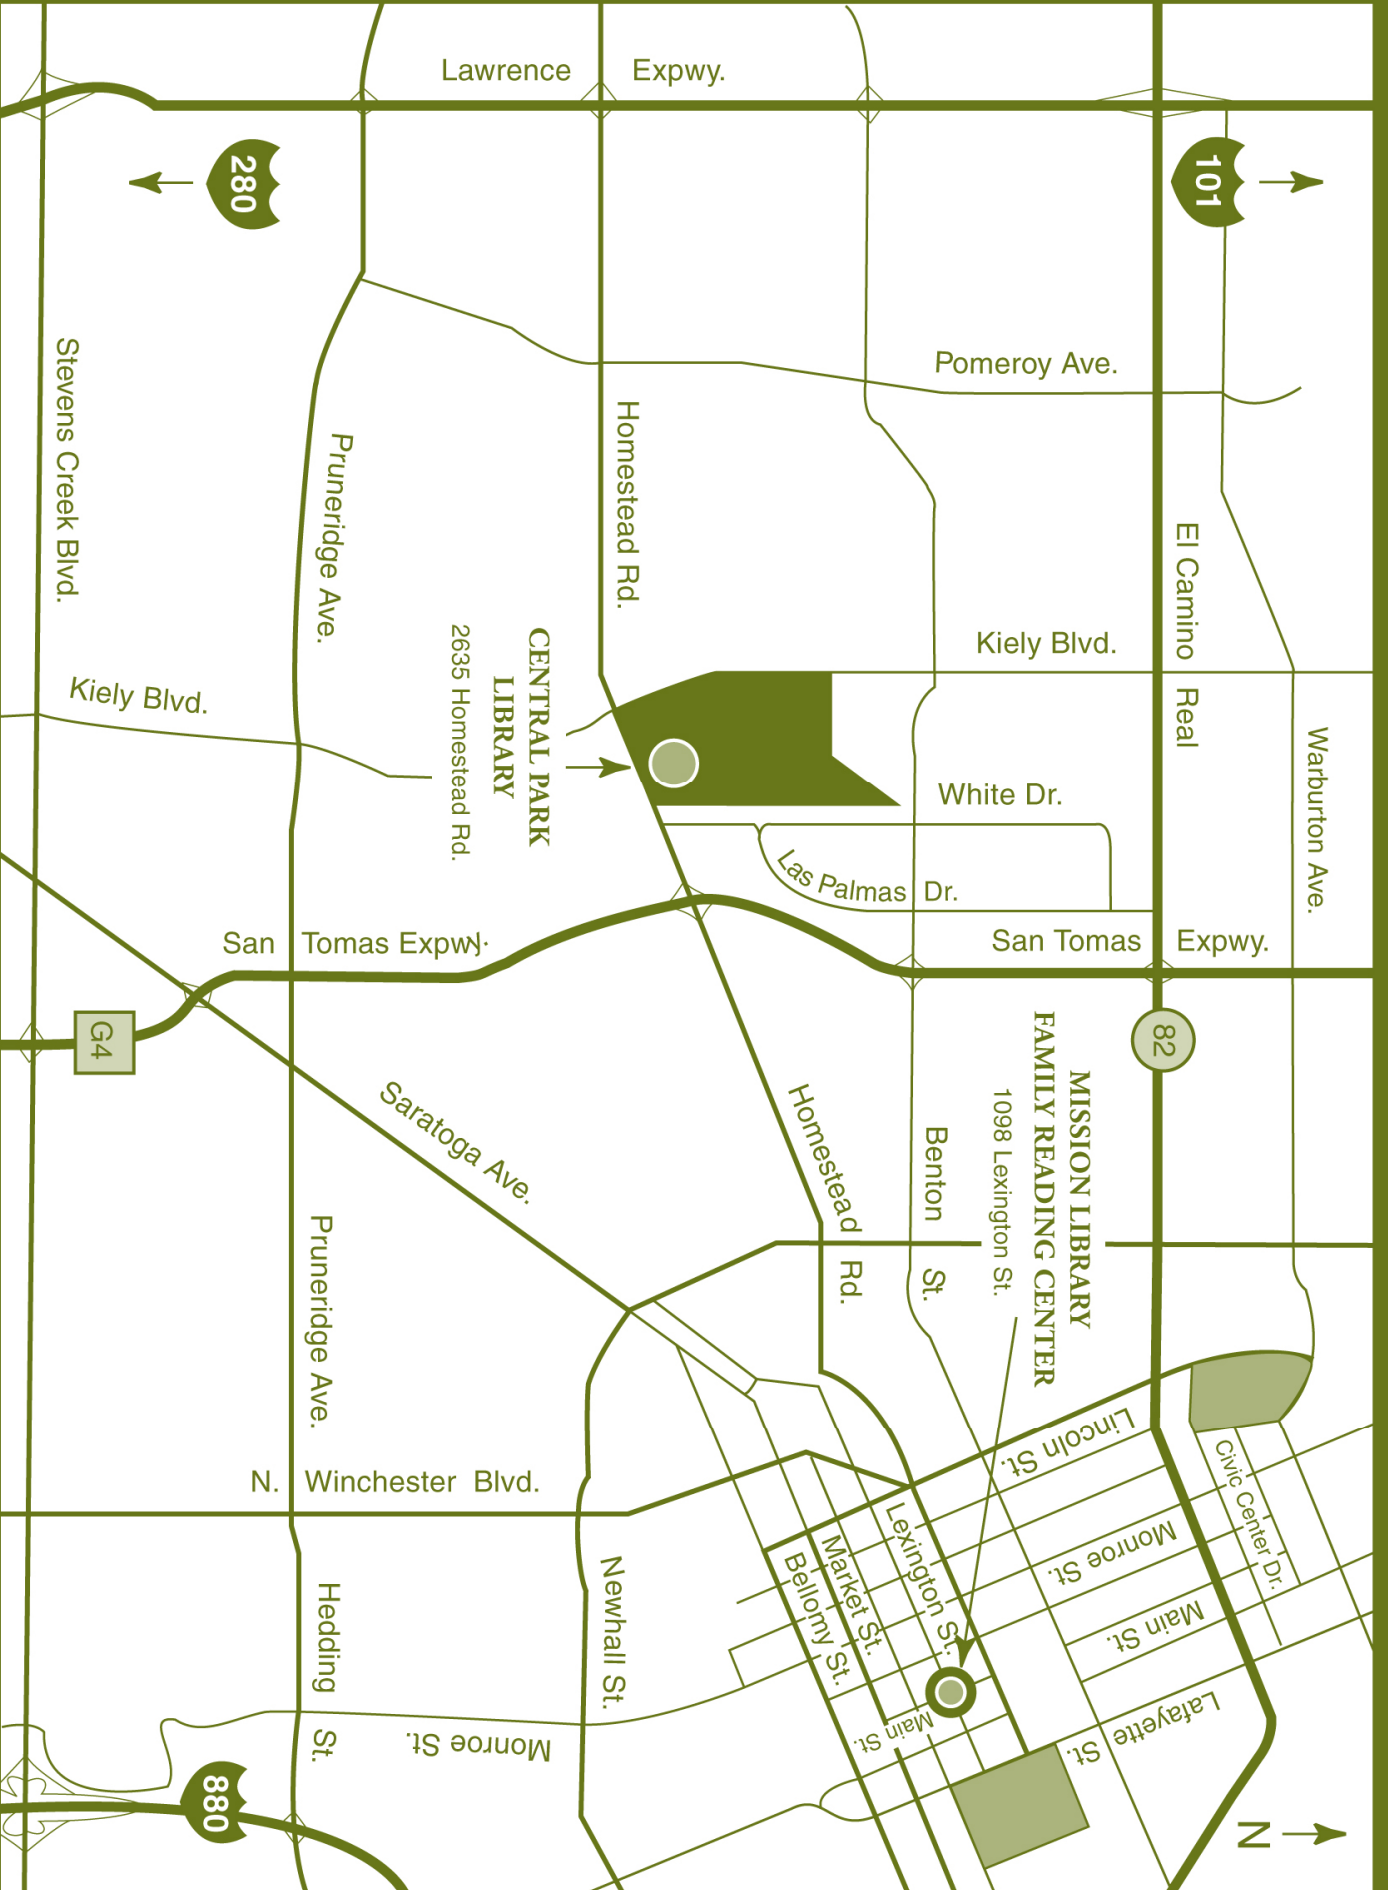 Lawrence Expwy.
280
101
Stevens Creek Blvd.
Pruneridge Ave.
Homestead Rd.
Pomeroy Ave.
El Camino Real
Kiely Blvd.
Kiely Blvd.
CENTRAL PARK
LIBRARY
2635 Homestead Rd.
Warburton Ave.
White Dr.
Las Palmas Dr.
San Tomas Expwy.
San Tomas Expwy.
G4
82
Saratoga Ave.
Homestead Rd.
Benton St.
MISSION LIBRARY
FAMILY READING CENTER
1098 Lexington St.
Pruneridge Ave.
N. Winchester Blvd.
Lincoln St.
Civic Center Dr.
Monroe St.
Main St.
Lafayette St.
Lexington St.
Market St.
Bellomy St.
Main St.
Newhall St.
Hedding St.
Monroe St.
880
N